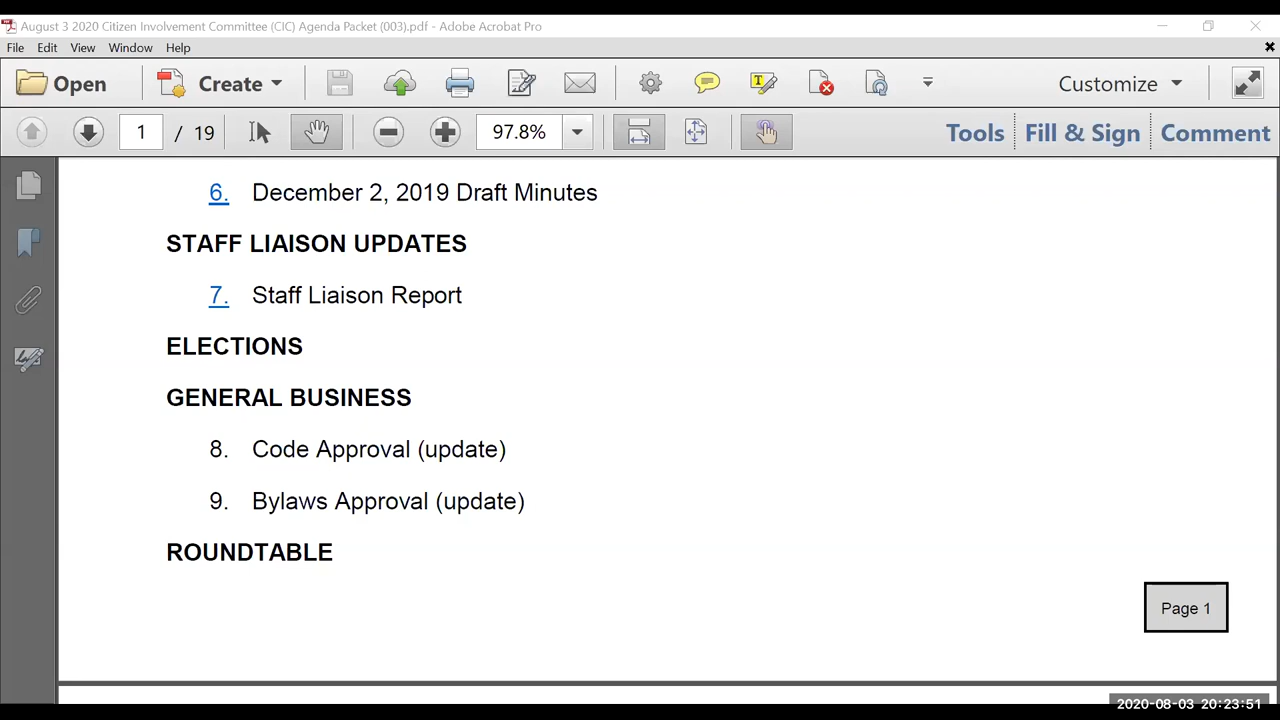 August 3 2020 Citizen Involvement Committee (CIC) Agenda Packet (003).pdf - Adobe Acrobat Pro
File Edit View Window Help
Open Create Customize
1 / 19 97.8% Tools Fill & Sign Comment
6. December 2, 2019 Draft Minutes
STAFF LIAISON UPDATES
7. Staff Liaison Report
ELECTIONS
GENERAL BUSINESS
8. Code Approval (update)
9. Bylaws Approval (update)
ROUNDTABLE
Page 1
2020-08-03 20:23:51